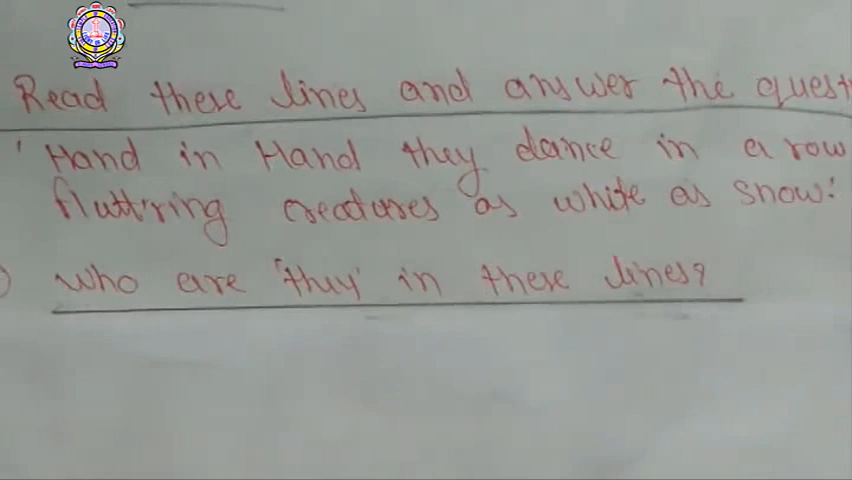 Read these lines and answer the quest
'Hand in Hand they dance in a row
fluttring creatures as white as snow.'
who are 'they' in these lines?